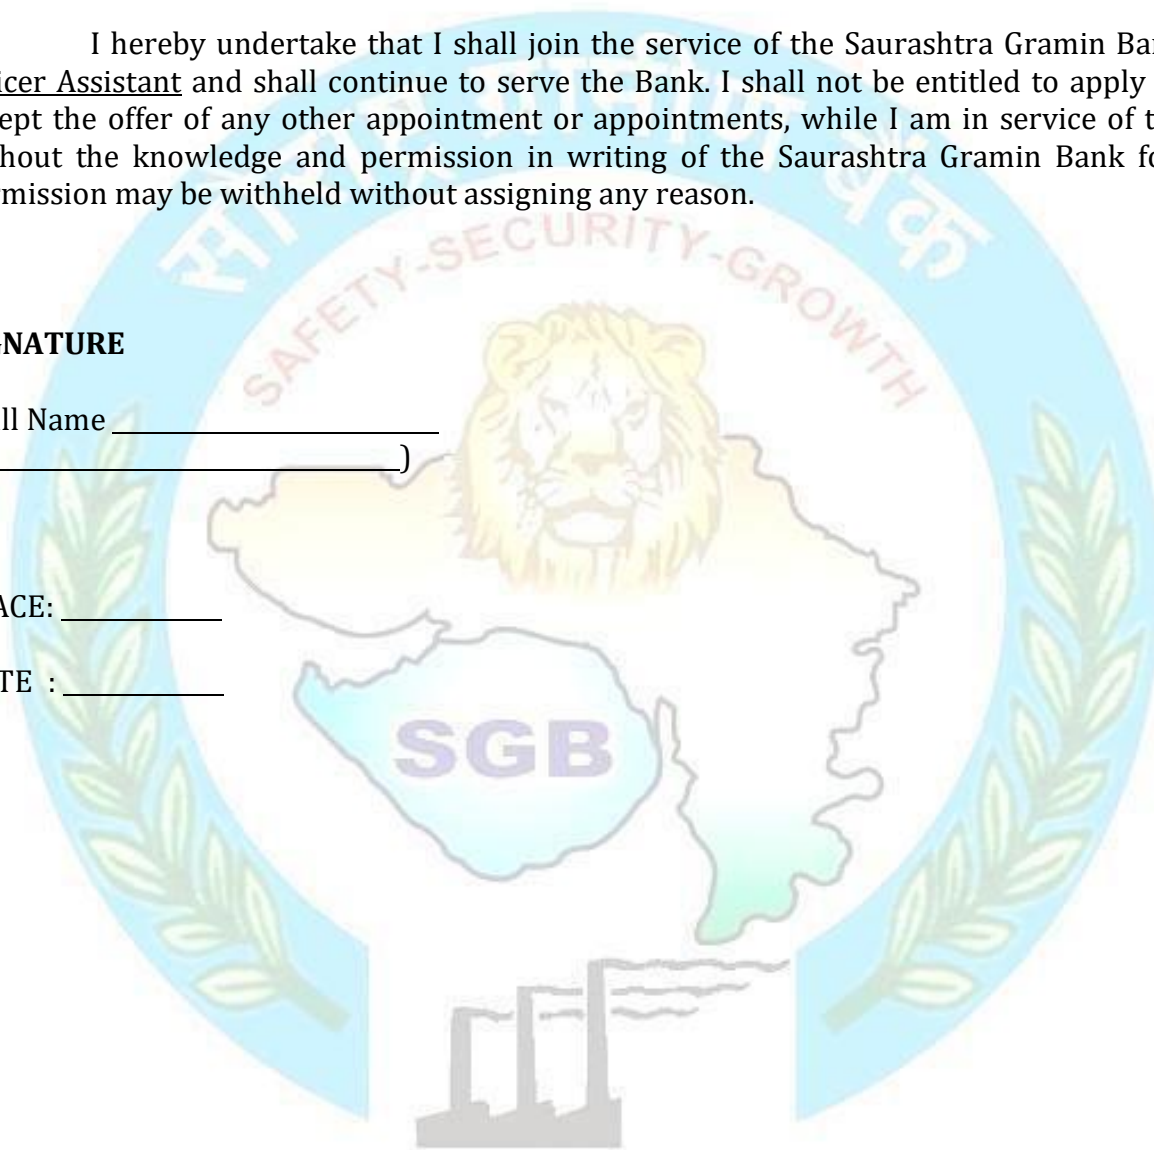 I hereby undertake that I shall join the service of the Saurashtra Gramin Ban
icer Assistant and shall continue to serve the Bank. I shall not be entitled to apply
ept the offer of any other appointment or appointments, while I am in service of t
hout the knowledge and permission in writing of the Saurashtra Gramin Bank fo
rmission may be withheld without assigning any reason.
सौराष्ट्र ग्रामीण बैंक
SAFETY-SECURITY-GROWTH
GNATURE
ll Name
)
ACE:
TE :
SGB